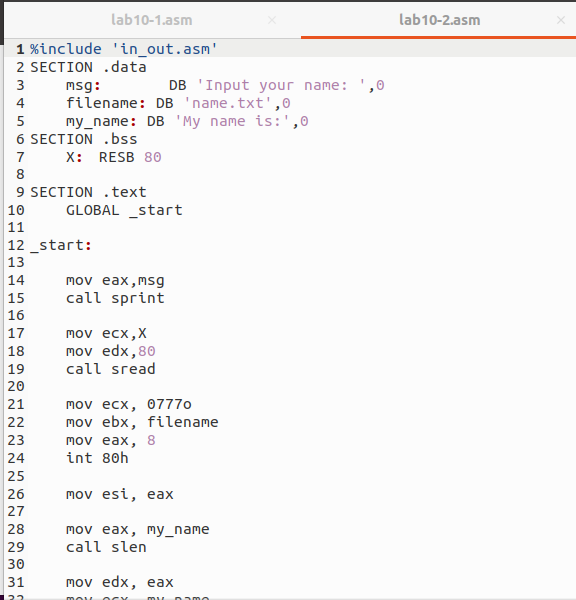 lab10-1.asm × lab10-2.asm ×
1 %include 'in_out.asm'
2 SECTION .data
3 msg: DB 'Input your name: ',0
4 filename: DB 'name.txt',0
5 my_name: DB 'My name is:',0
6 SECTION .bss
7 X: RESB 80
8
9 SECTION .text
10 GLOBAL _start
11
12 _start:
13
14 mov eax,msg
15 call sprint
16
17 mov ecx,X
18 mov edx,80
19 call sread
20
21 mov ecx, 0777o
22 mov ebx, filename
23 mov eax, 8
24 int 80h
25
26 mov esi, eax
27
28 mov eax, my_name
29 call slen
30
31 mov edx, eax
32 mov ecx, my_name